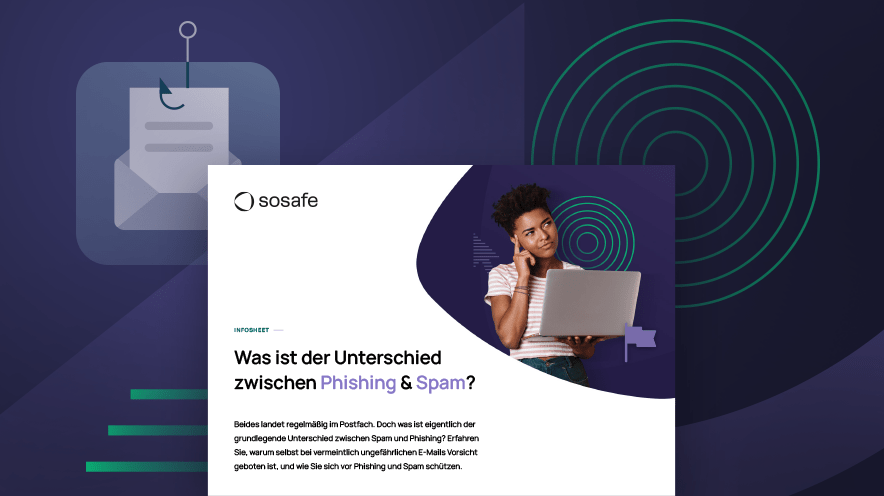 sosafe
INFOSHEET
Was ist der Unterschied
zwischen Phishing & Spam?
Beides landet regelmäßig im Postfach. Doch was ist eigentlich der
grundlegende Unterschied zwischen Spam und Phishing? Erfahren
Sie, warum selbst bei vermeintlich ungefährlichen E-Mails Vorsicht
geboten ist, und wie Sie sich vor Phishing und Spam schützen.